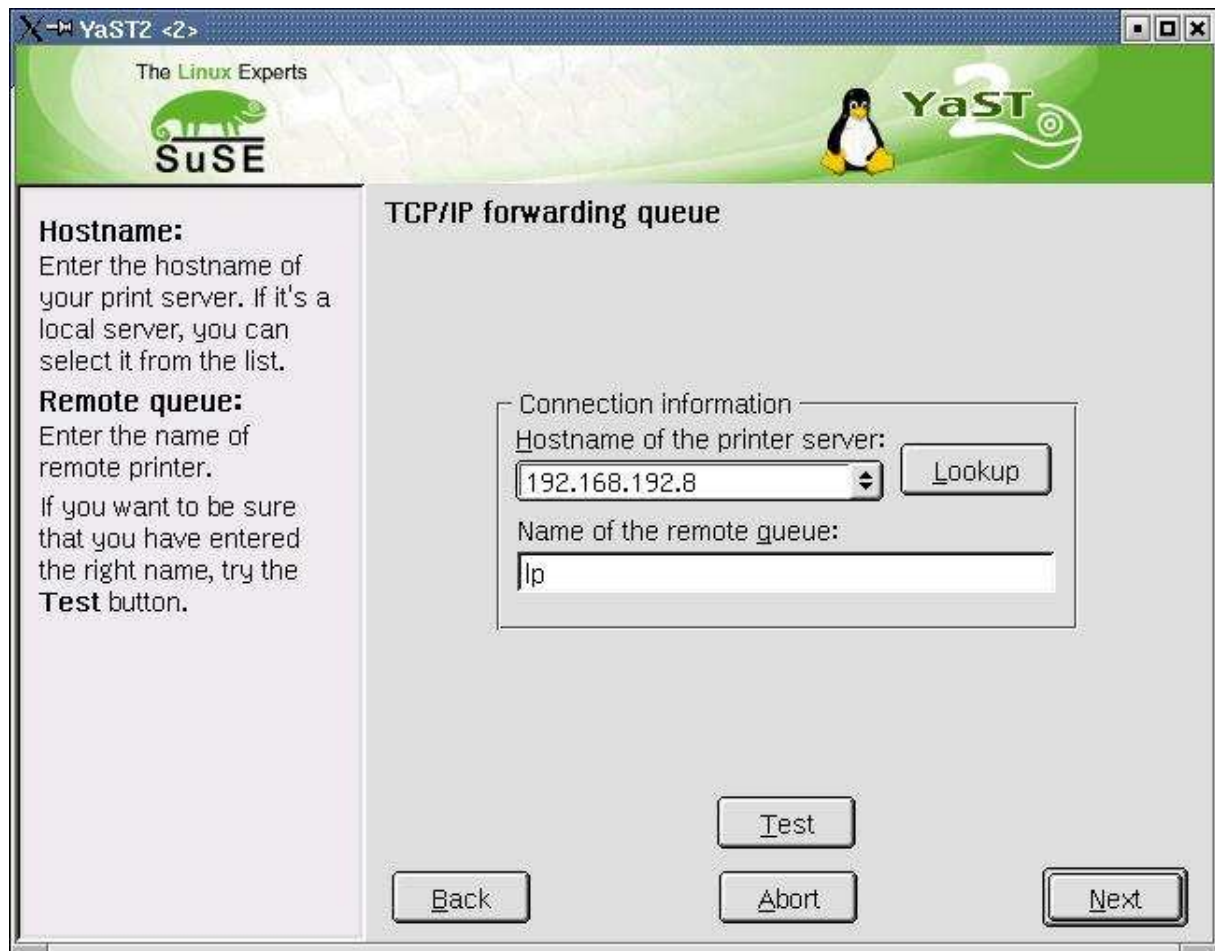 YaST2 <2>
The Linux Experts
SuSE
YaST2
Hostname:
Enter the hostname of
your print server. If it's a
local server, you can
select it from the list.
Remote queue:
Enter the name of
remote printer.
If you want to be sure
that you have entered
the right name, try the
Test button.
TCP/IP forwarding queue
Connection information
Hostname of the printer server:
192.168.192.8
Lookup
Name of the remote queue:
lp
Test
Back
Abort
Next